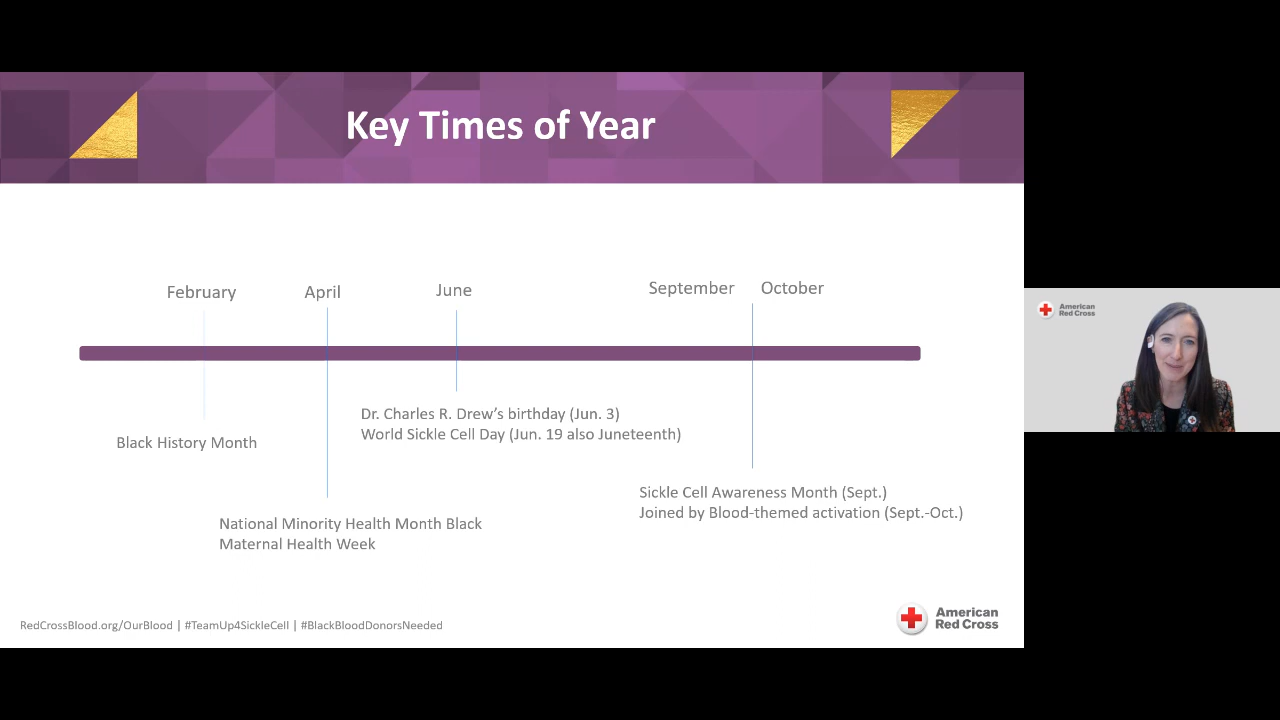 Key Times of Year
February
April
June
September
October
Dr. Charles R. Drew’s birthday (Jun. 3)
World Sickle Cell Day (Jun. 19 also Juneteenth)
Black History Month
Sickle Cell Awareness Month (Sept.)
Joined by Blood-themed activation (Sept.-Oct.)
National Minority Health Month Black
Maternal Health Week
RedCrossBlood.org/OurBlood | #TeamUp4SickleCell | #BlackBloodDonorsNeeded
American
Red Cross
American
Red Cross